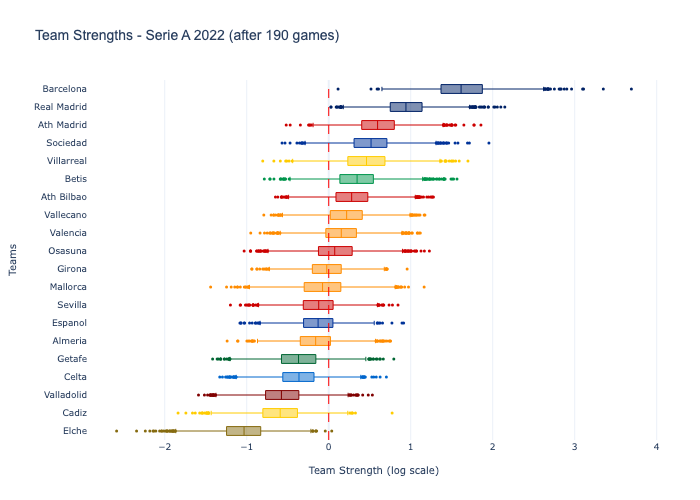 Team Strengths - Serie A 2022 (after 190 games)
Barcelona
Real Madrid
Ath Madrid
Sociedad
Villarreal
Betis
Ath Bilbao
Vallecano
Valencia
Osasuna
Girona
Mallorca
Sevilla
Espanol
Almeria
Getafe
Celta
Valladolid
Cadiz
Elche
Teams
−2 −1 0 1 2 3 4
Team Strength (log scale)